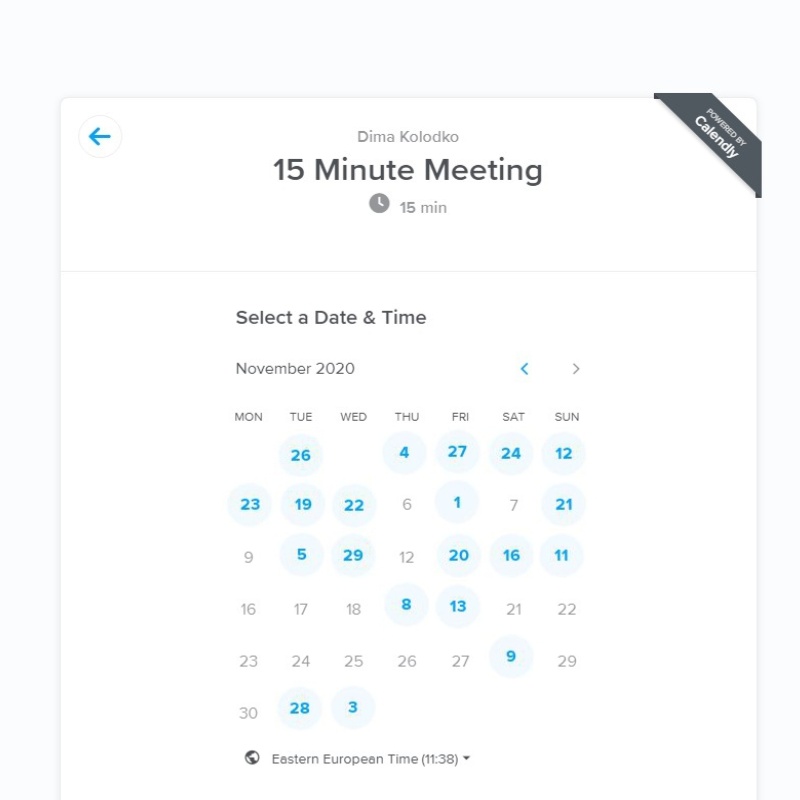 POWERED BY
Calendly
Dima Kolodko
15 Minute Meeting
15 min
Select a Date & Time
November 2020
MON TUE WED THU FRI SAT SUN
26 4 27 24 12
23 19 22 6 1 7 21
9 5 29 12 20 16 11
16 17 18 8 13 21 22
23 24 25 26 27 9 29
30 28 3
Eastern European Time (11:38)